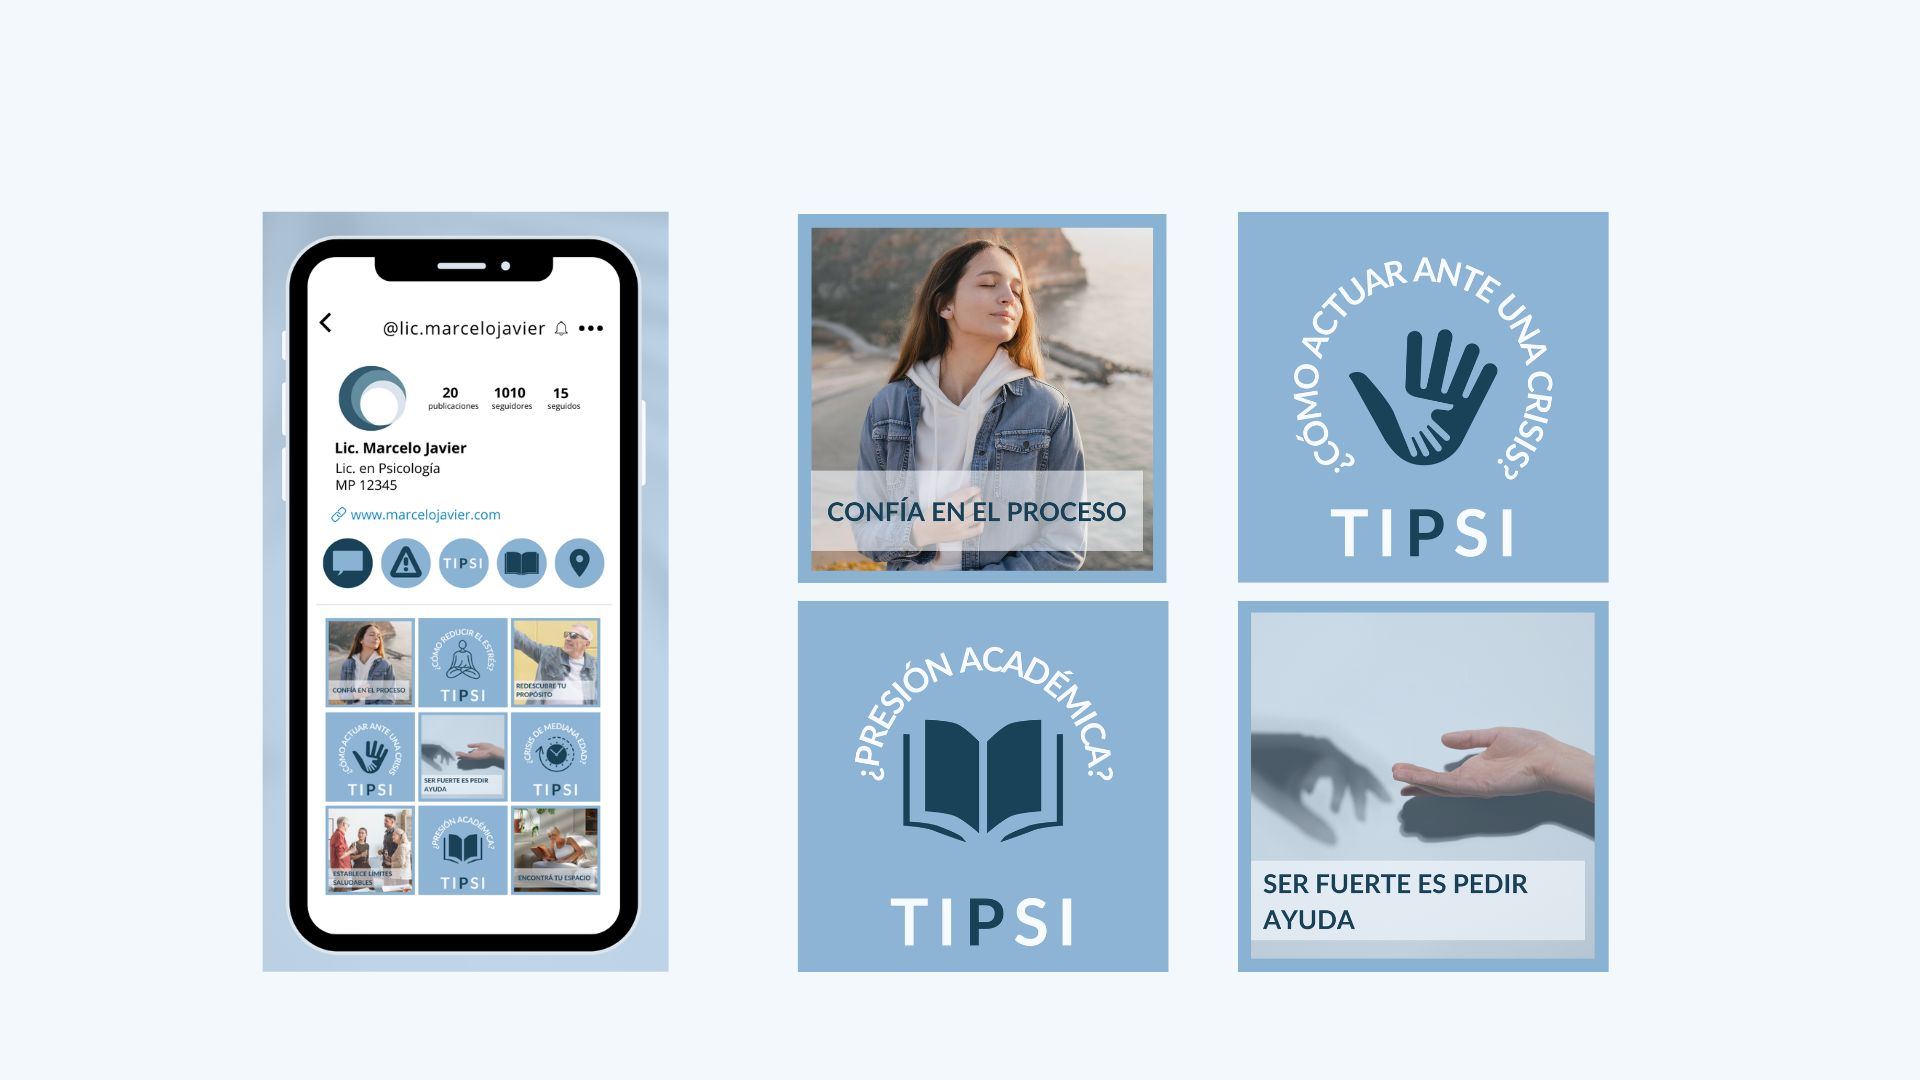 @lic.marcelojavier
20 1010 15
publicaciones seguidores seguidos
Lic. Marcelo Javier
Lic. en Psicología
MP 12345
www.marcelojavier.com
TIPSI
CONFÍA EN EL PROCESO
¿CÓMO REDUCIR EL ESTRÉS?
TIPSI
REDESCUBRE TU
PROPÓSITO
¿CÓMO ACTUAR ANTE UNA CRISIS
TIPSI
SER FUERTE ES PEDIR
AYUDA
¿CRISIS DE MEDIANA EDAD?
TIPSI
ESTABLECE LÍMITES
SALUDABLES
¿PRESIÓN ACADÉMICA?
TIPSI
ENCONTRÁ TU ESPACIO
CONFÍA EN EL PROCESO
¿CÓMO ACTUAR ANTE UNA CRISIS?
TIPSI
¿PRESIÓN ACADÉMICA?
TIPSI
SER FUERTE ES PEDIR
AYUDA